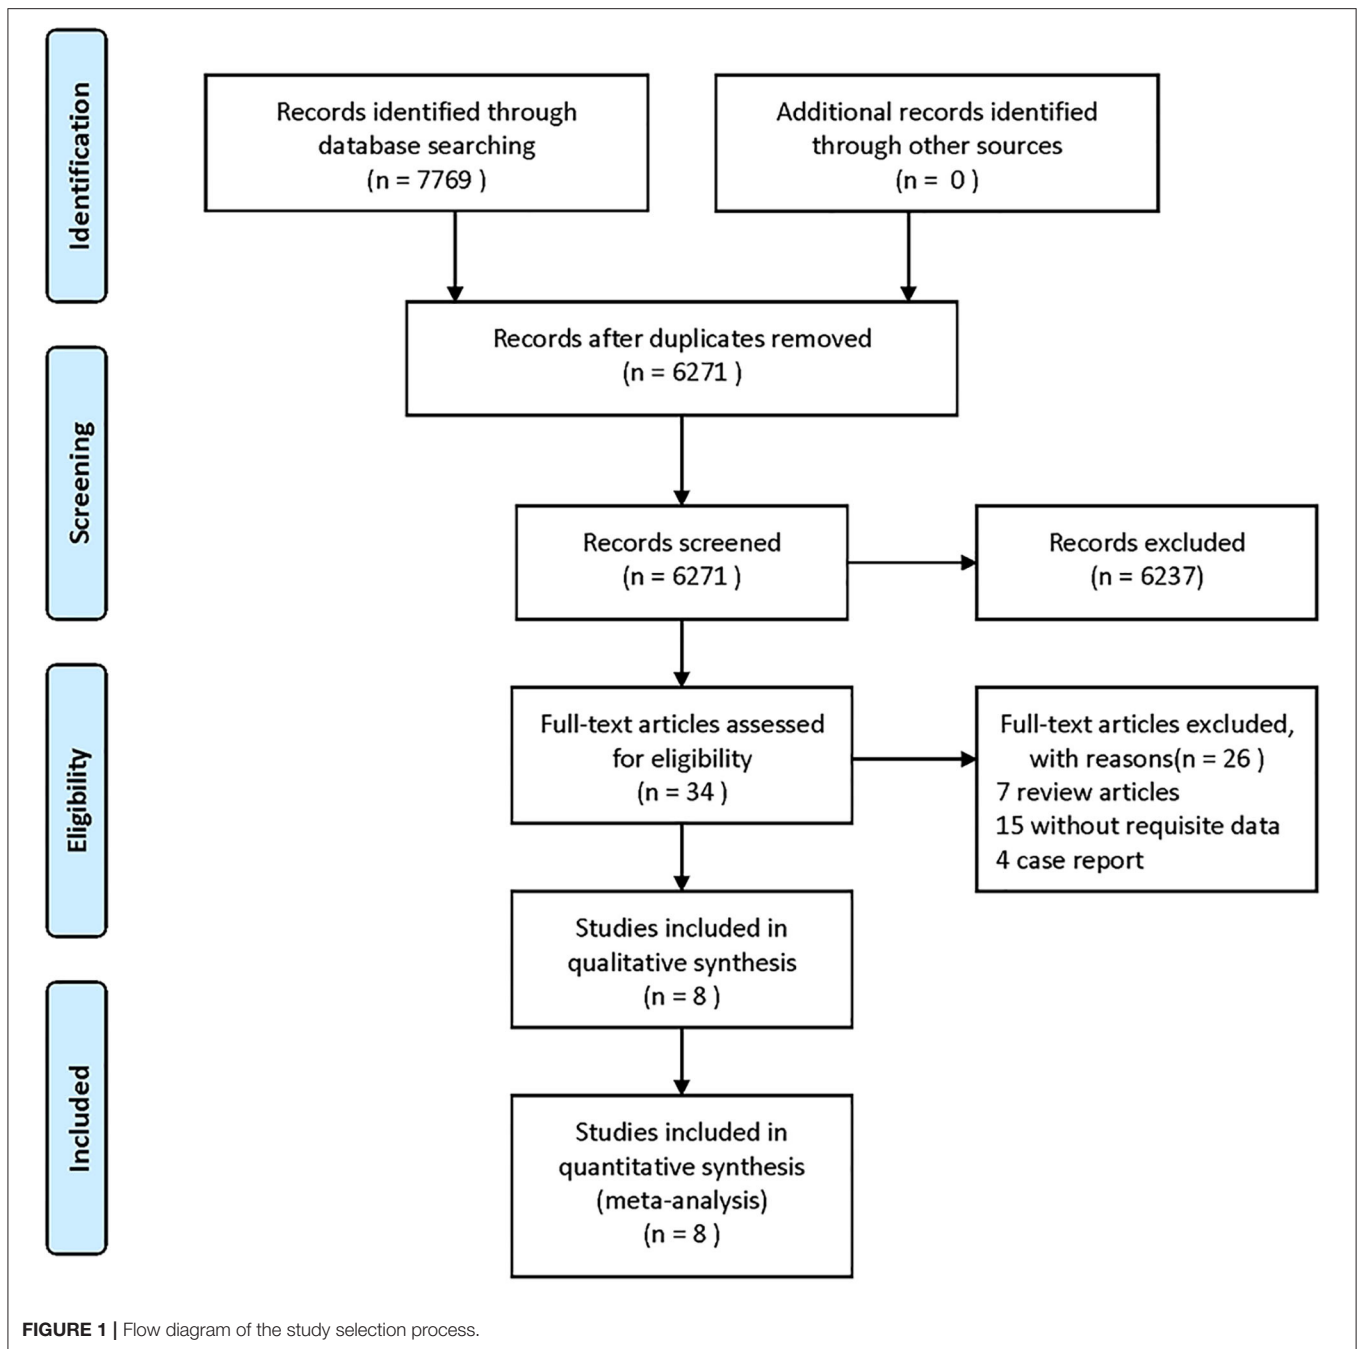 Identification
Records identified through
database searching
(n = 7769 )
Additional records identified
through other sources
(n = 0 )
Records after duplicates removed
(n = 6271 )
Screening
Records screened
(n = 6271 )
Records excluded
(n = 6237)
Eligibility
Full-text articles assessed
for eligibility
(n = 34 )
Full-text articles excluded,
with reasons(n = 26 )
7 review articles
15 without requisite data
4 case report
Studies included in
qualitative synthesis
(n = 8 )
Included
Studies included in
quantitative synthesis
(meta-analysis)
(n = 8 )
FIGURE 1 | Flow diagram of the study selection process.